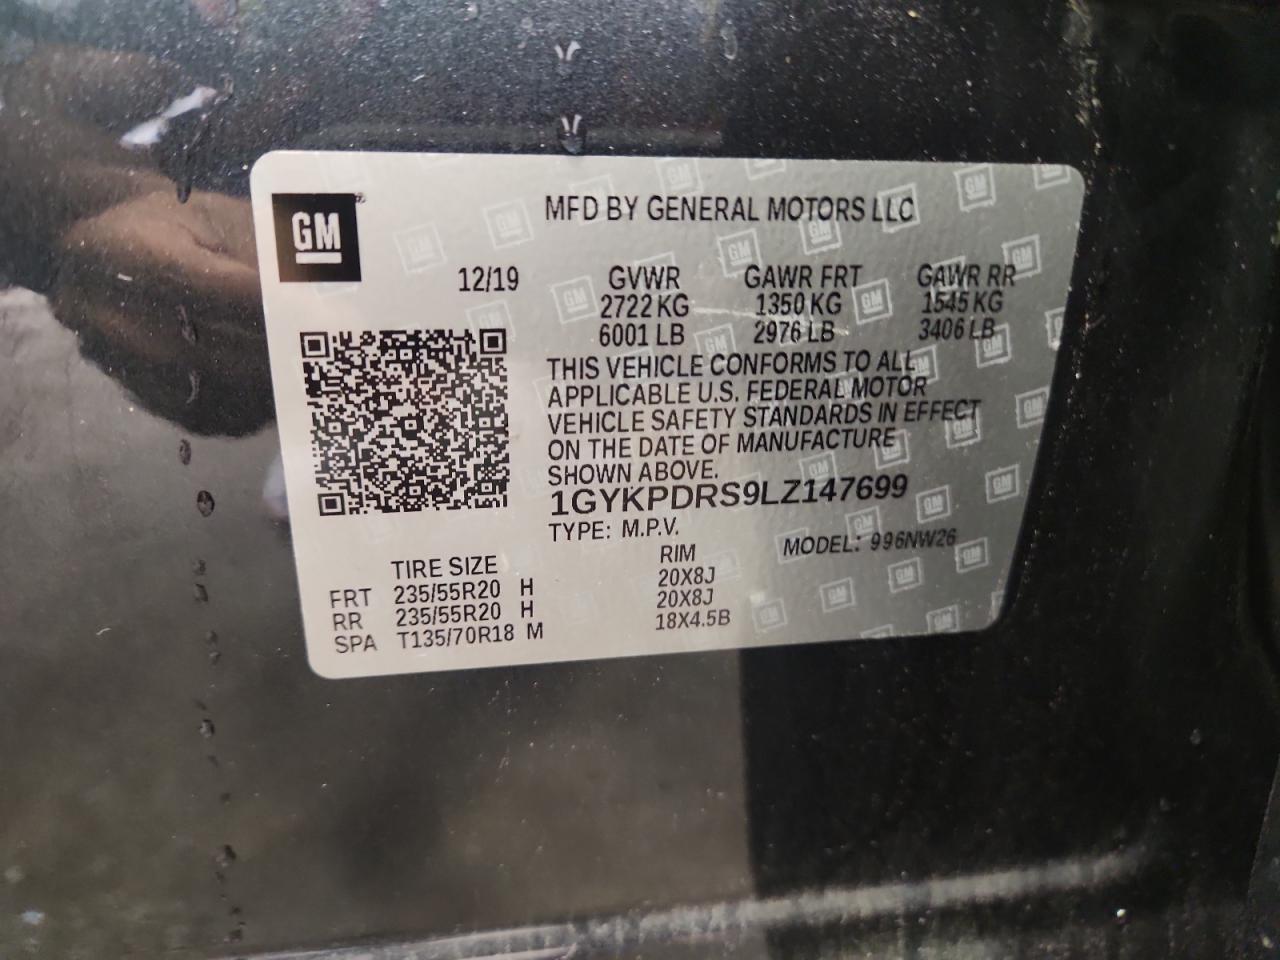 GM
MFD BY GENERAL MOTORS LLC
12/19 GVWR GAWR FRT GAWR RR
2722 KG 1350 KG 1545 KG
6001 LB 2976 LB 3406 LB
THIS VEHICLE CONFORMS TO ALL
APPLICABLE U.S. FEDERAL MOTOR
VEHICLE SAFETY STANDARDS IN EFFECT
ON THE DATE OF MANUFACTURE
SHOWN ABOVE.
1GYKPDRS9LZ147699
TYPE: M.P.V. MODEL: 996NW26
TIRE SIZE RIM
FRT 235/55R20 H 20X8J
RR 235/55R20 H 20X8J
SPA T135/70R18 M 18X4.5B